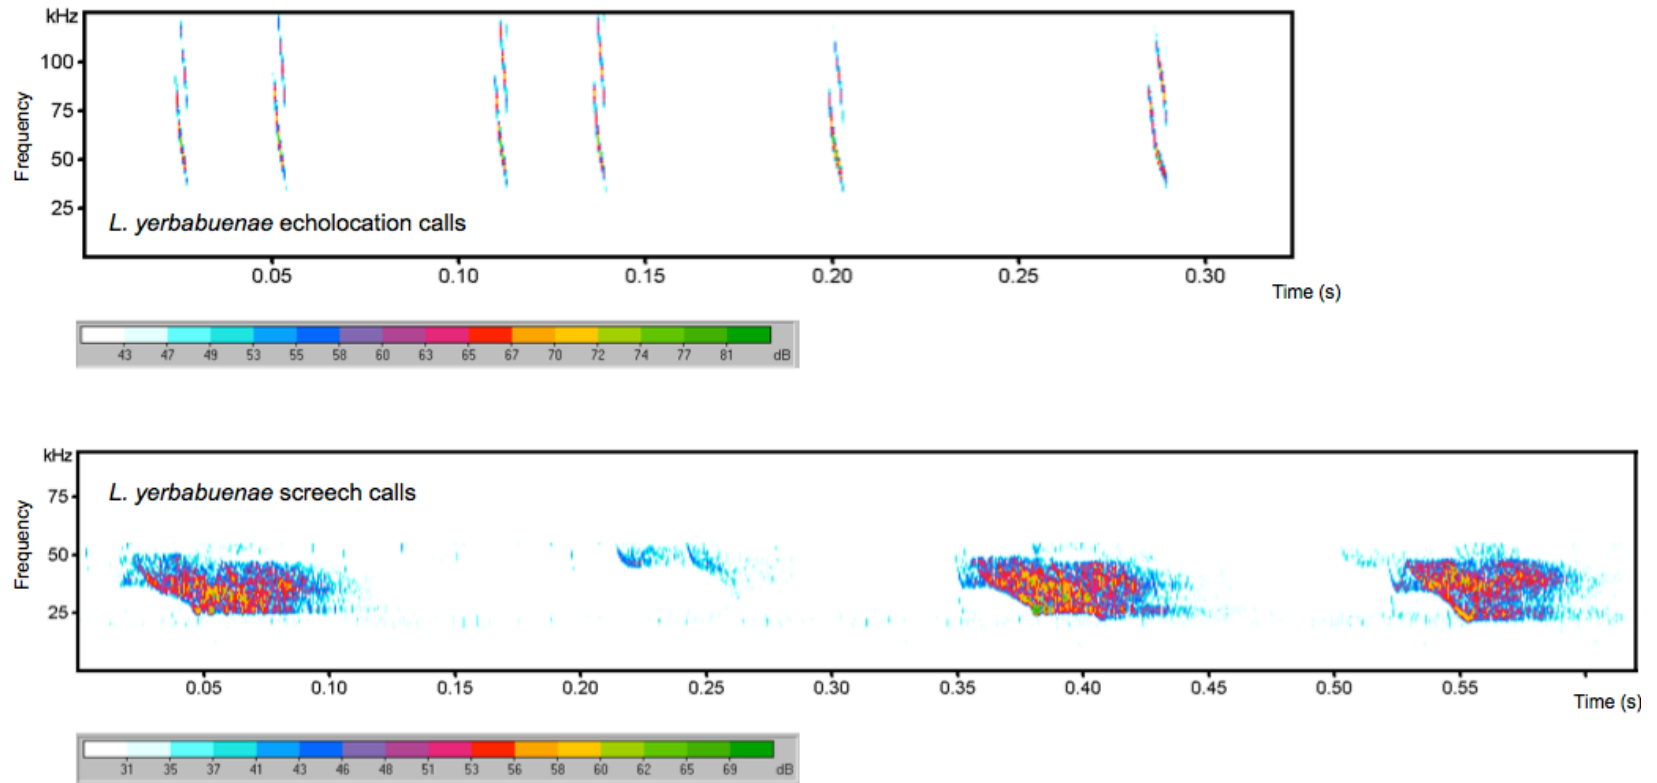 kHz
100
75
50
25
Frequency
L. yerbabuenae echolocation calls
0.05 0.10 0.15 0.20 0.25 0.30
Time (s)
43 47 49 53 55 58 60 63 65 67 70 72 74 77 81 dB
kHz
L. yerbabuenae screech calls
75
50
25
Frequency
0.05 0.10 0.15 0.20 0.25 0.30 0.35 0.40 0.45 0.50 0.55
Time (s)
31 35 37 41 43 46 48 51 53 56 58 60 62 65 69 dB